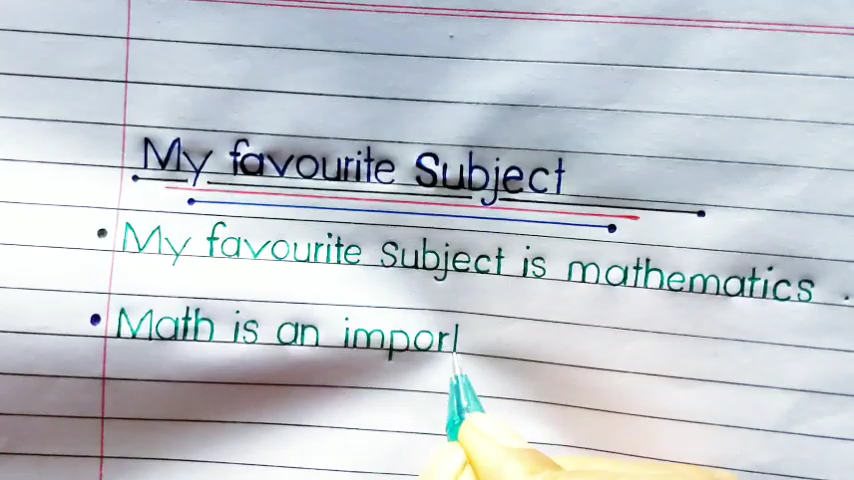 My favourite Subject
• My favourite Subject is mathematics .
• Math is an impor